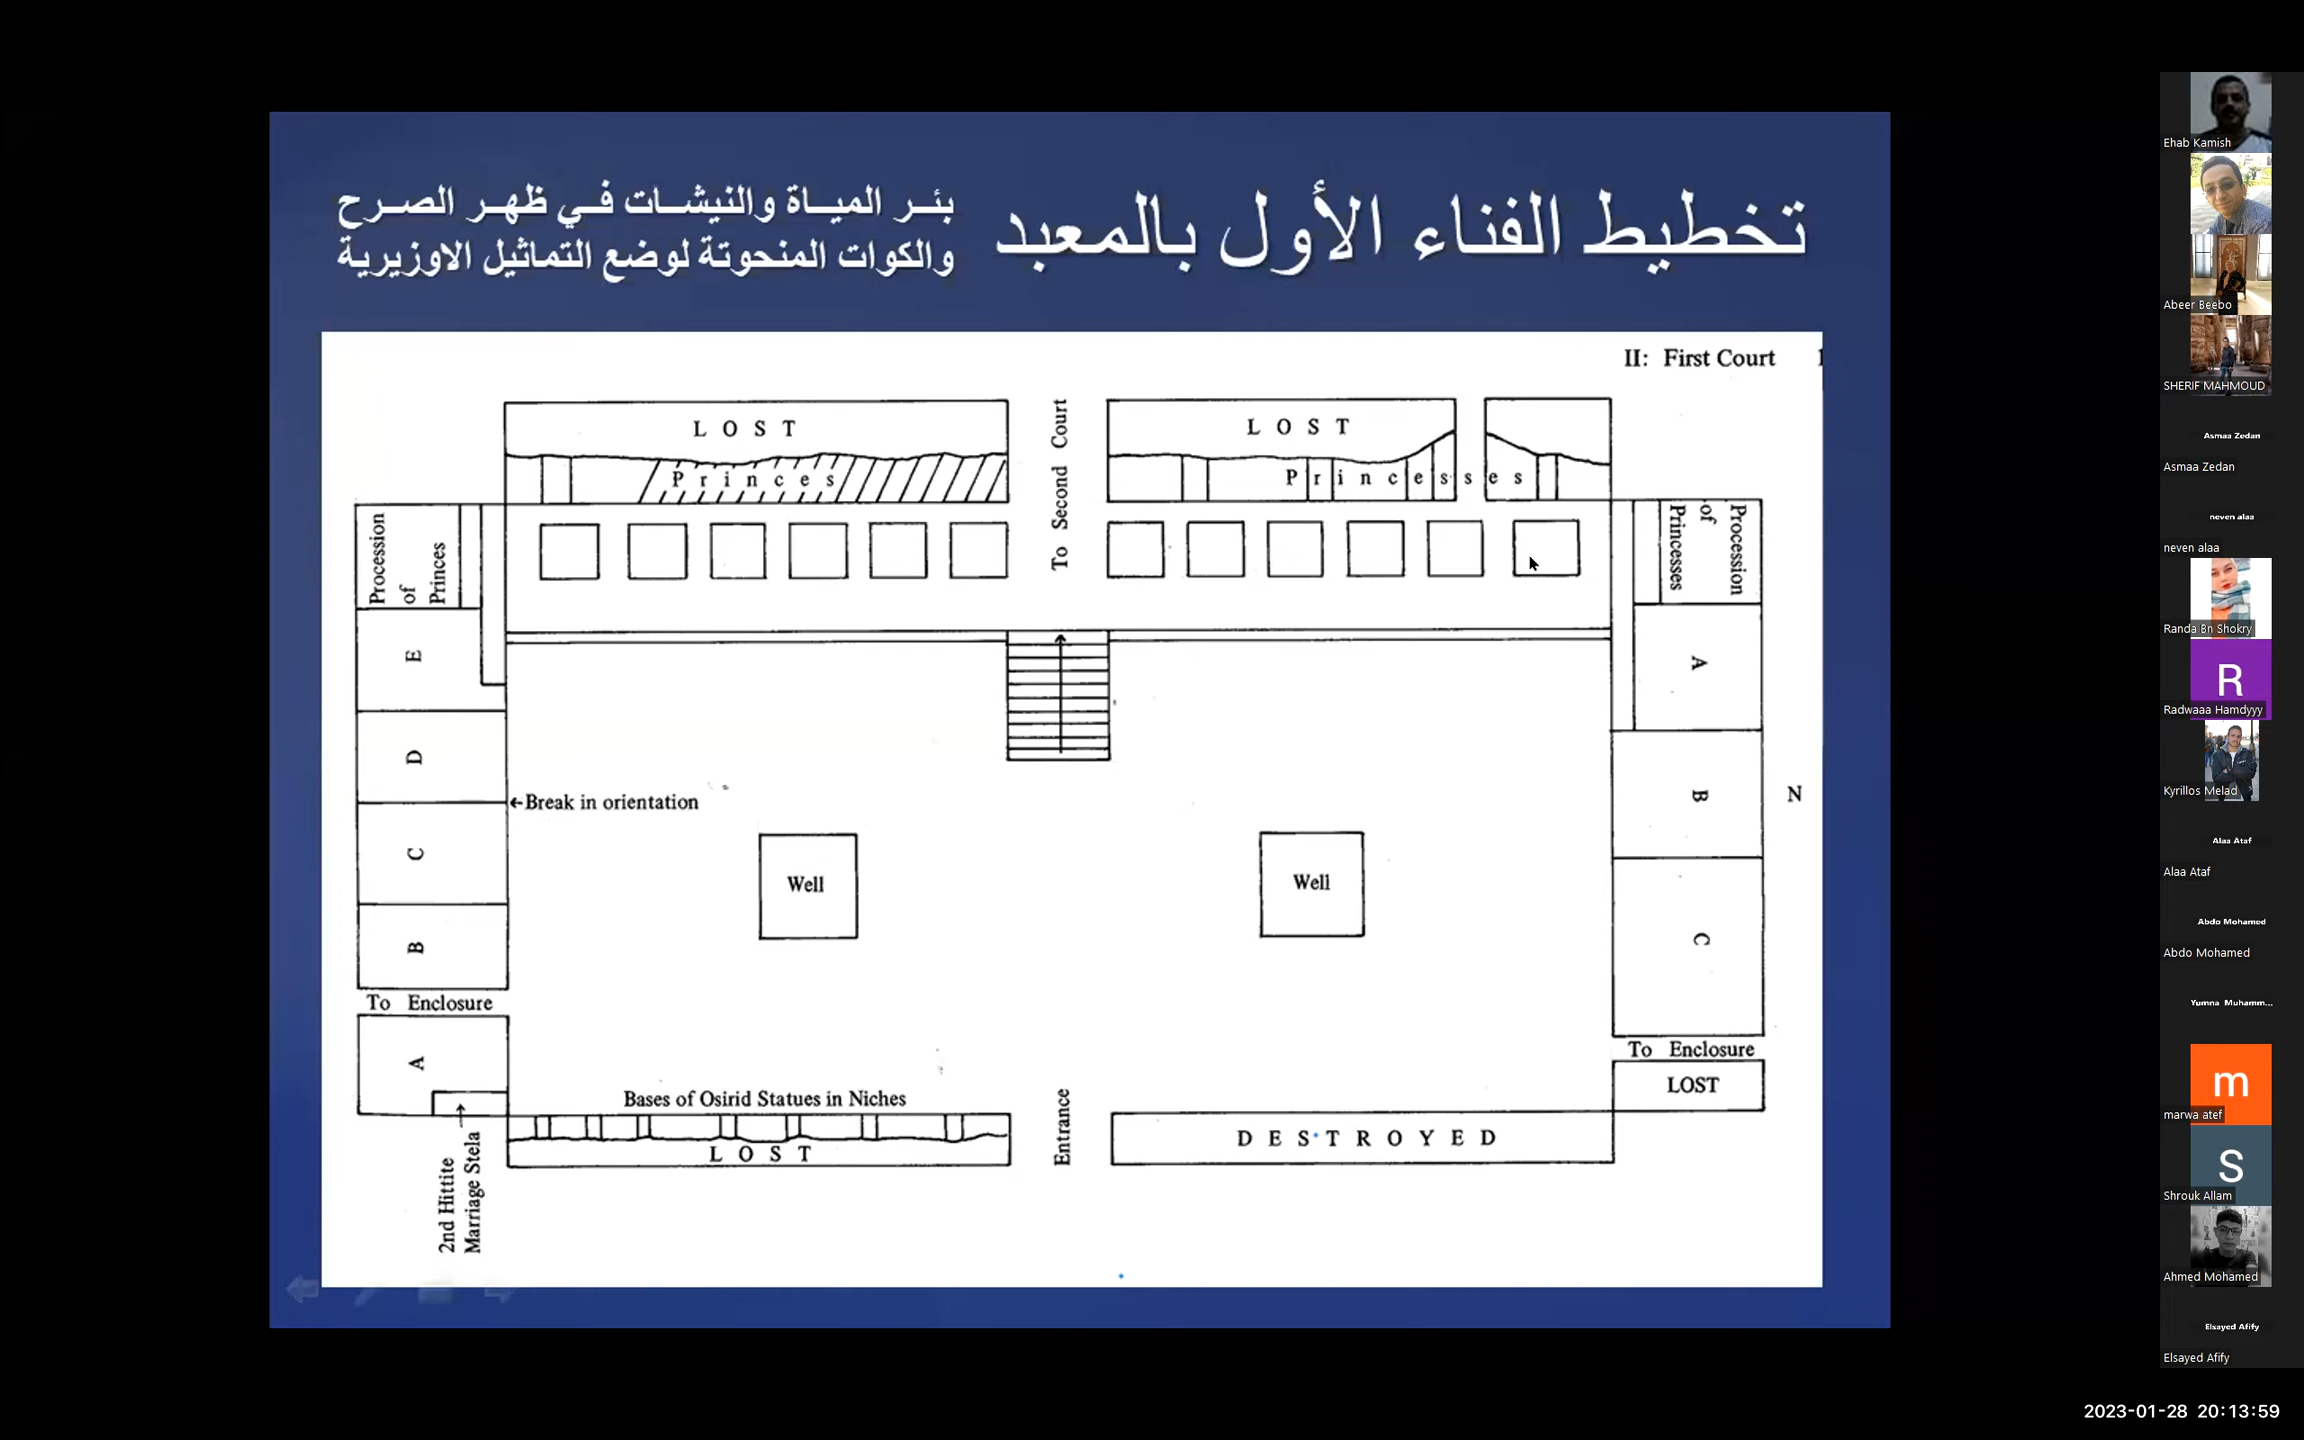 تخطيط الفناء الأول بالمعبد
بئر المياة والنيشات في ظهر الصرح
والكوات المنحوتة لوضع التماثيل الاوزيرية
II: First Court
LOST
LOST
Princes
Princesses
To Second Court
Procession
of
Princes
Procession
of
Princesses
E
D
C
B
To Enclosure
A
A
B
C
To Enclosure
LOST
N
←Break in orientation
Well
Well
Bases of Osirid Statues in Niches
LOST
Entrance
DESTROYED
2nd Hittite
Marriage Stela
Ehab Kamish
Abeer Beebo
SHERIF MAHMOUD
Asmaa Zedan
Asmaa Zedan
neven alaa
neven alaa
Randa Bn Shokry
R
Radwaaa Hamdyyy
Kyrillos Melad
Alaa Ataf
Alaa Ataf
Abdo Mohamed
Abdo Mohamed
Yumna Muhamm...
m
marwa atef
S
Shrouk Allam
Ahmed Mohamed
Elsayed Afify
Elsayed Afify
2023-01-28 20:13:59